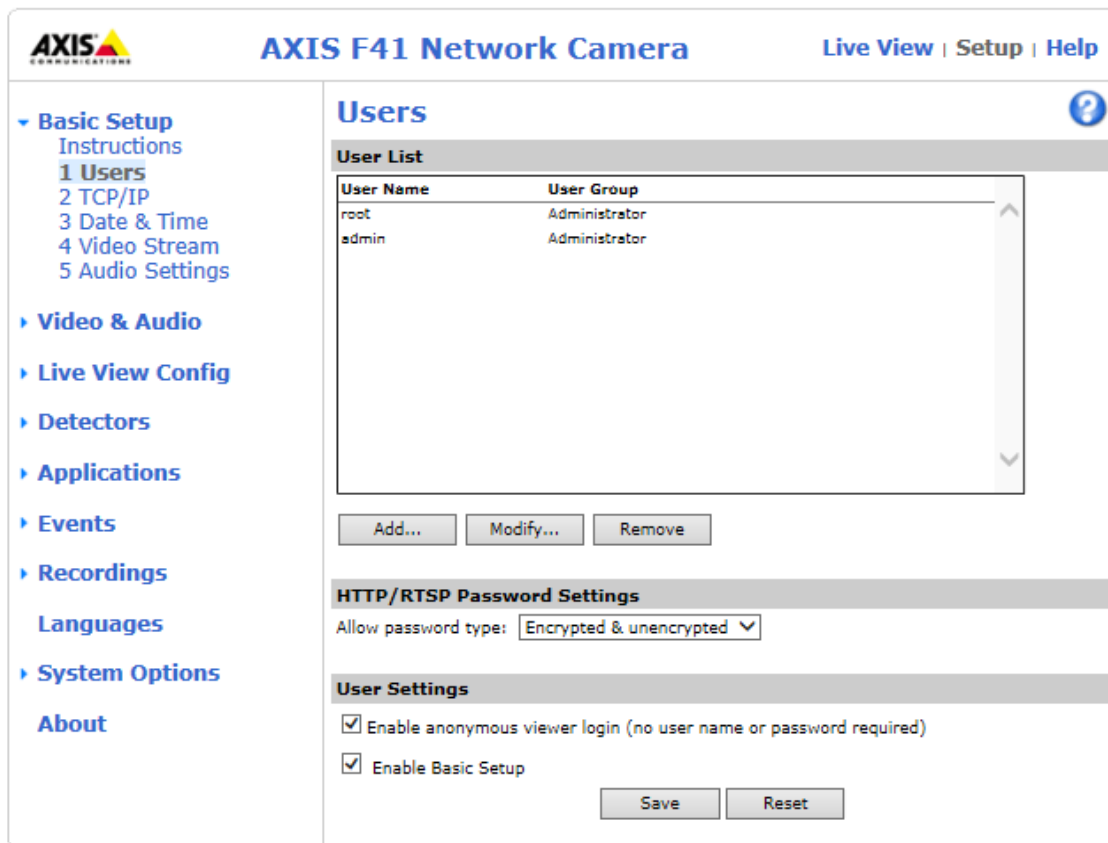 AXIS
COMMUNICATIONS
AXIS F41 Network Camera
Live View | Setup | Help
Basic Setup
Instructions
1 Users
2 TCP/IP
3 Date & Time
4 Video Stream
5 Audio Settings
Video & Audio
Live View Config
Detectors
Applications
Events
Recordings
Languages
System Options
About
Users
?
User List
User Name User Group
root Administrator
admin Administrator
Add... Modify... Remove
HTTP/RTSP Password Settings
Allow password type: Encrypted & unencrypted
User Settings
Enable anonymous viewer login (no user name or password required)
Enable Basic Setup
Save Reset